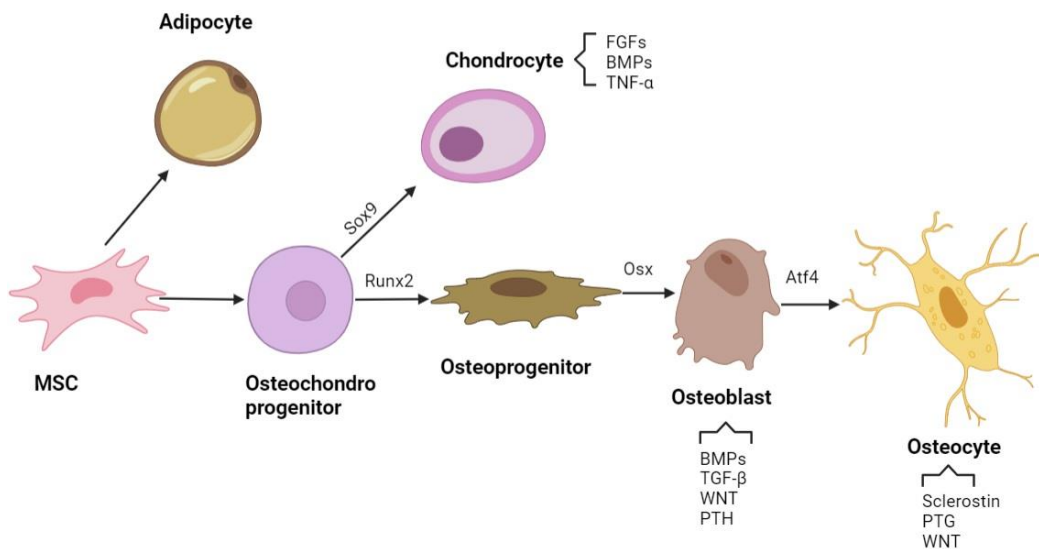 Adipocyte
Chondrocyte
FGFs
BMPs
TNF-α
Sox9
Runx2
Osx
Atf4
MSC
Osteochondro
progenitor
Osteoprogenitor
Osteoblast
BMPs
TGF-β
WNT
PTH
Osteocyte
Sclerostin
PTG
WNT